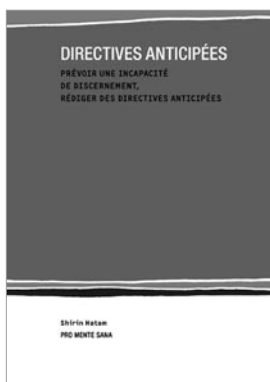 DIRECTIVES ANTICIPÉES
PRÉVOIR UNE INCAPACITÉ
DE DISCERNEMENT,
RÉDIGER DES DIRECTIVES ANTICIPÉES
Shirin Hatam
PRO MENTE SANA